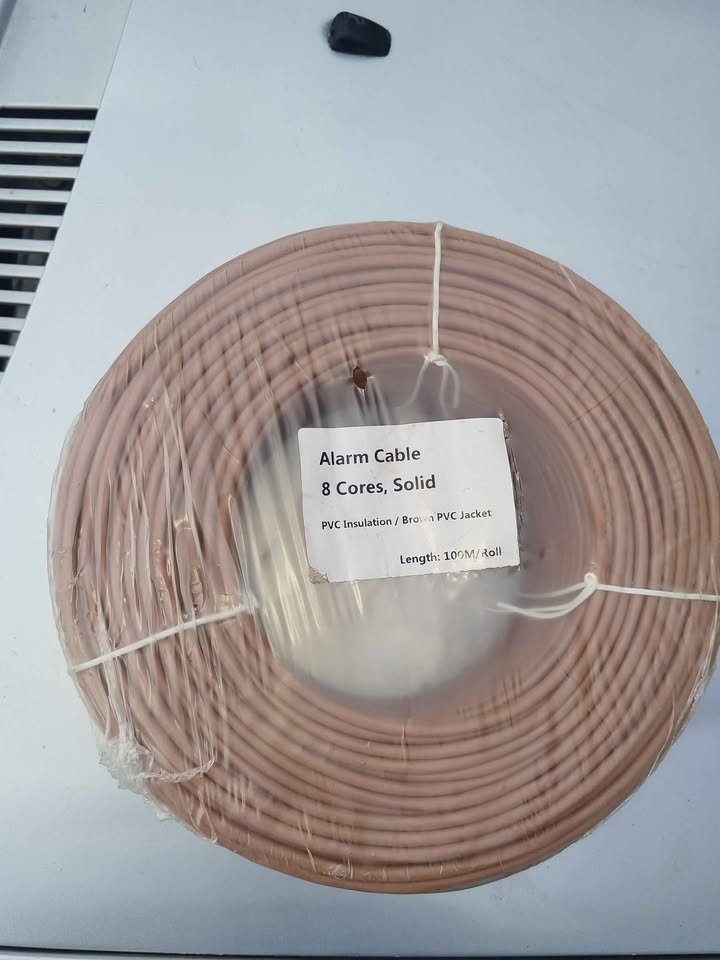 Alarm Cable
8 Cores, Solid
PVC Insulation / Brown PVC Jacket
Length: 100M/Roll